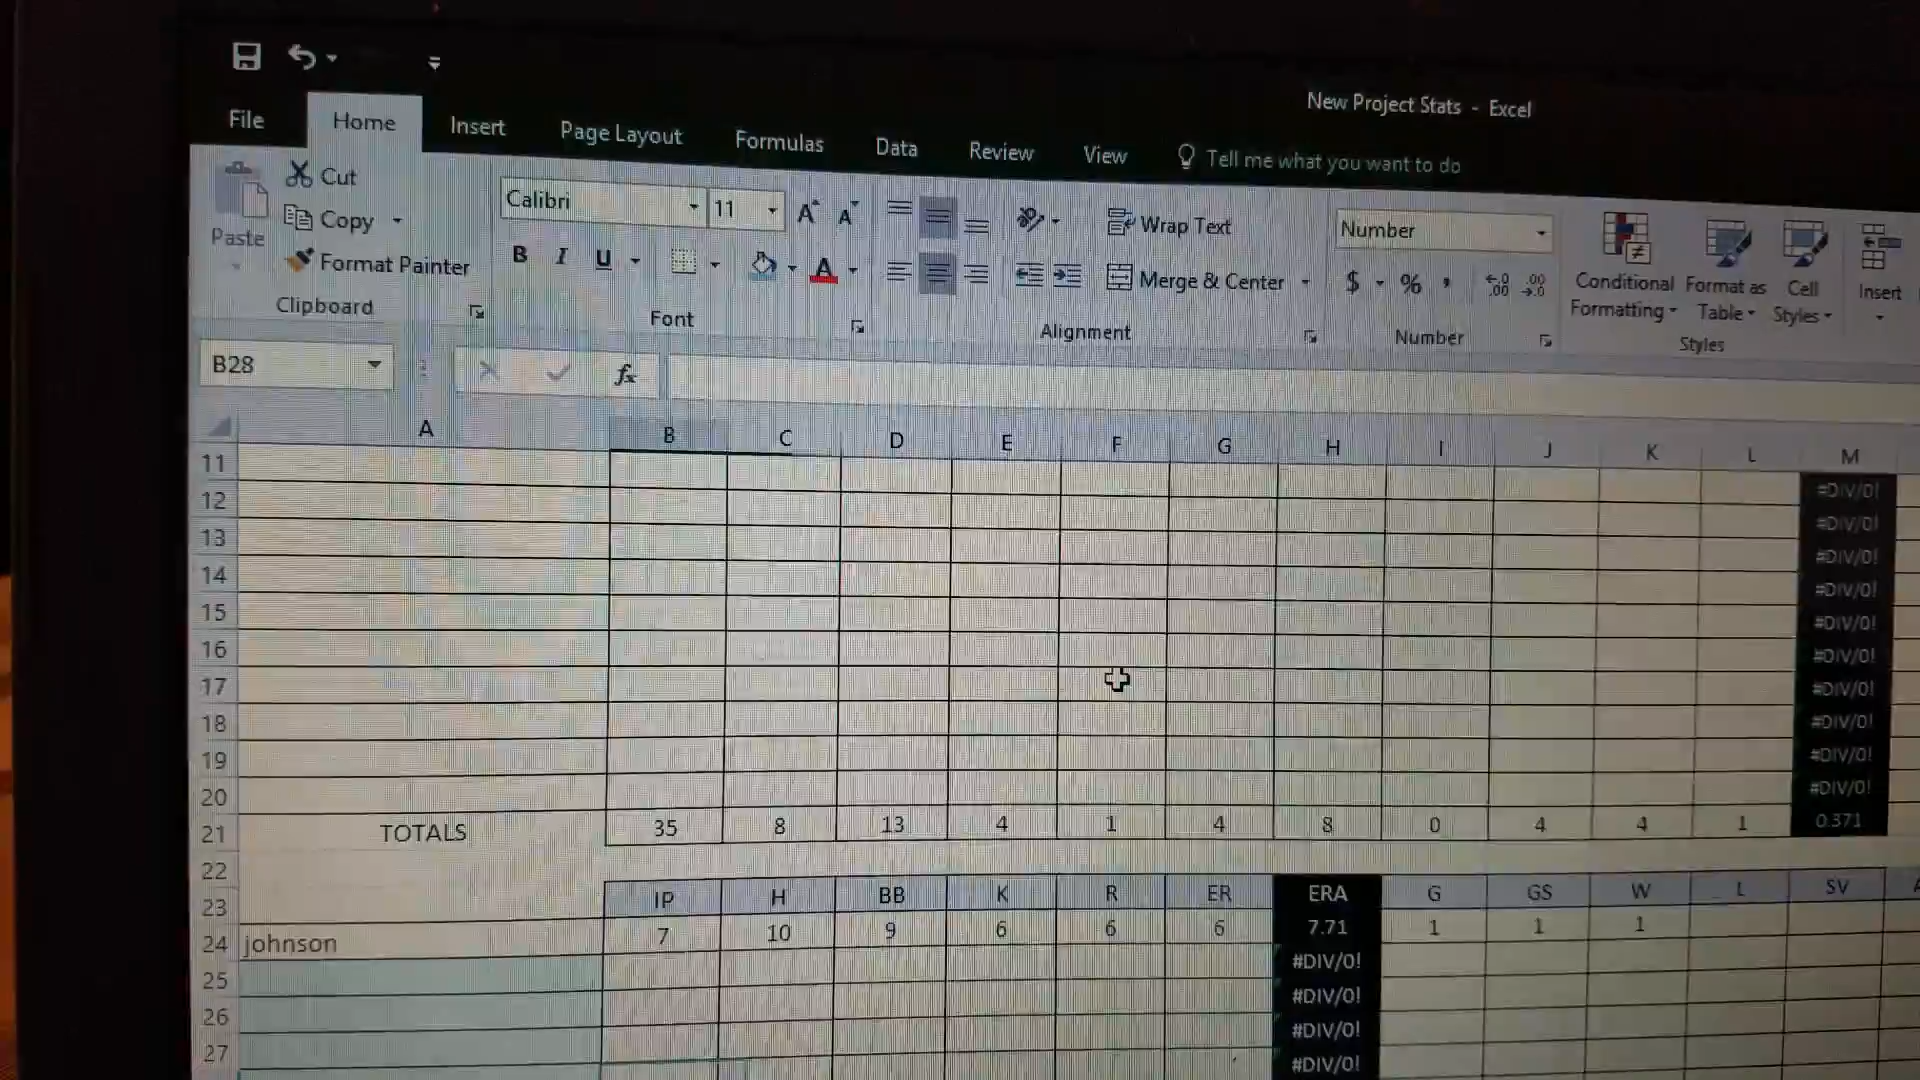 New Project Stats - Excel
File Home Insert Page Layout Formulas Data Review View Tell me what you want to do
Cut
Copy
Paste
Format Painter
Clipboard
Calibri 11
B I U
Font
Wrap Text
Merge & Center
Alignment
Number
$ % ,
Number
Conditional Formatting
Format as Table
Cell Styles
Styles
Insert
B28 fx
A B C D E F G H I J K L M
11 #DIV/0!
12 #DIV/0!
13 #DIV/0!
14 #DIV/0!
15 #DIV/0!
16 #DIV/0!
17 #DIV/0!
18 #DIV/0!
19 #DIV/0!
20 #DIV/0!
21 TOTALS 35 8 13 4 1 4 8 0 4 4 1 0.371
22
23 IP H BB K R ER ERA G GS W L SV
24 johnson 7 10 9 6 6 6 7.71 1 1 1
25 #DIV/0!
26 #DIV/0!
27 #DIV/0!
#DIV/0!